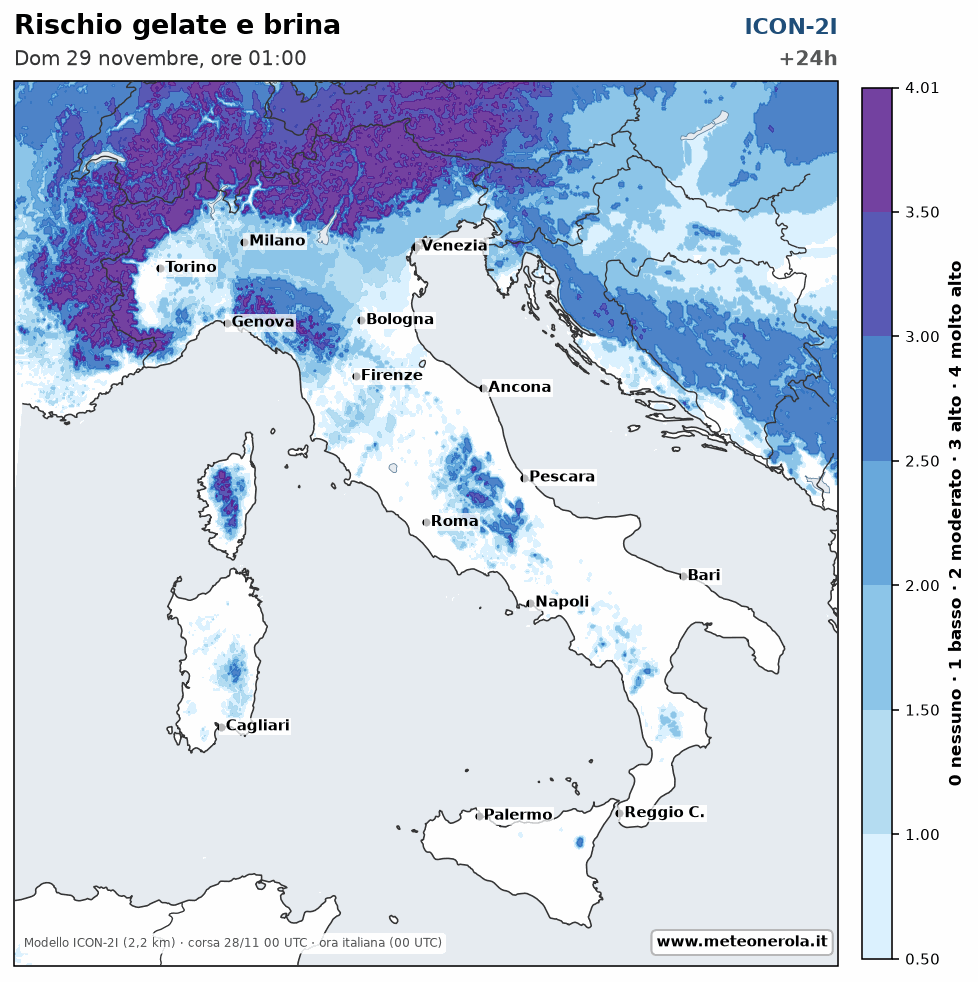 Rischio gelate e brina
ICON-2I
Dom 29 novembre, ore 01:00
+24h
4.01
3.50
3.00
2.50
2.00
1.50
1.00
0.50
0 nessuno · 1 basso · 2 moderato · 3 alto · 4 molto alto
Milano
Venezia
Torino
Genova
Bologna
Firenze
Ancona
Pescara
Roma
Bari
Napoli
Cagliari
Palermo
Reggio C.
Modello ICON-2I (2,2 km) · corsa 28/11 00 UTC · ora italiana (00 UTC)
www.meteonerola.it